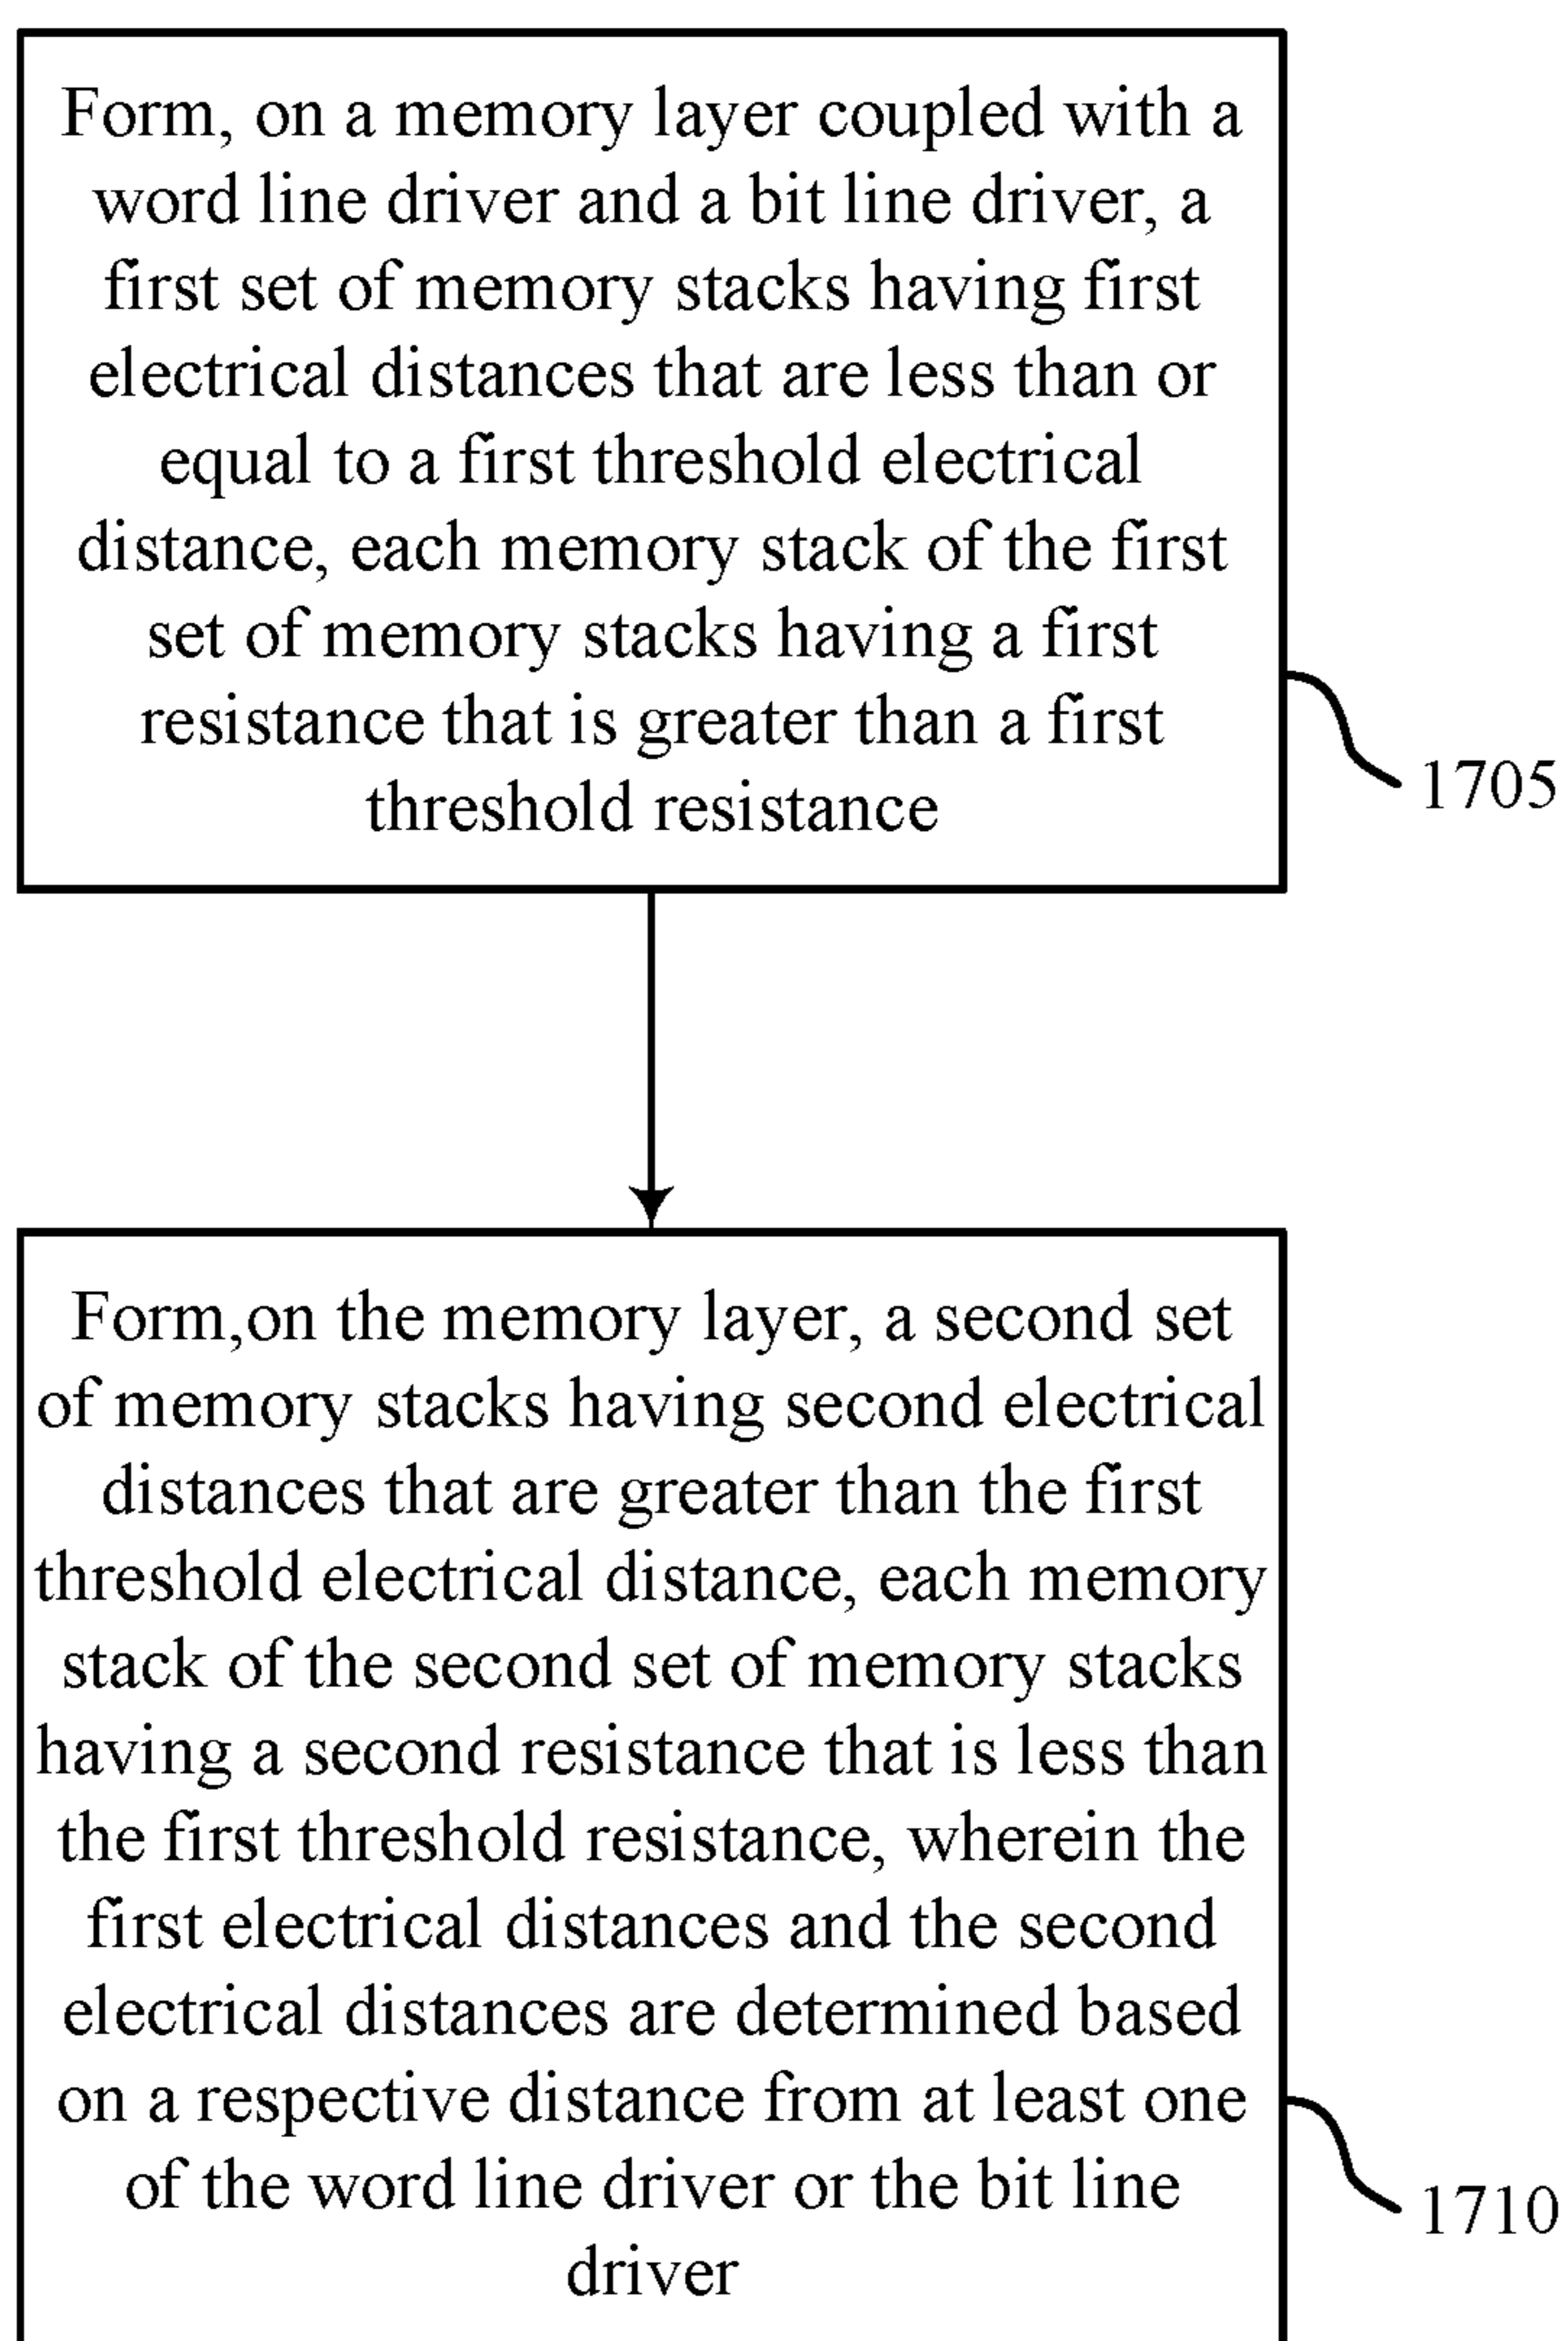 Form, on a memory layer coupled with a
word line driver and a bit line driver, a
first set of memory stacks having first
electrical distances that are less than or
equal to a first threshold electrical
distance, each memory stack of the first
set of memory stacks having a first
resistance that is greater than a first
threshold resistance
1705
Form,on the memory layer, a second set
of memory stacks having second electrical
distances that are greater than the first
threshold electrical distance, each memory
stack of the second set of memory stacks
having a second resistance that is less than
the first threshold resistance, wherein the
first electrical distances and the second
electrical distances are determined based
on a respective distance from at least one
of the word line driver or the bit line
driver
1710